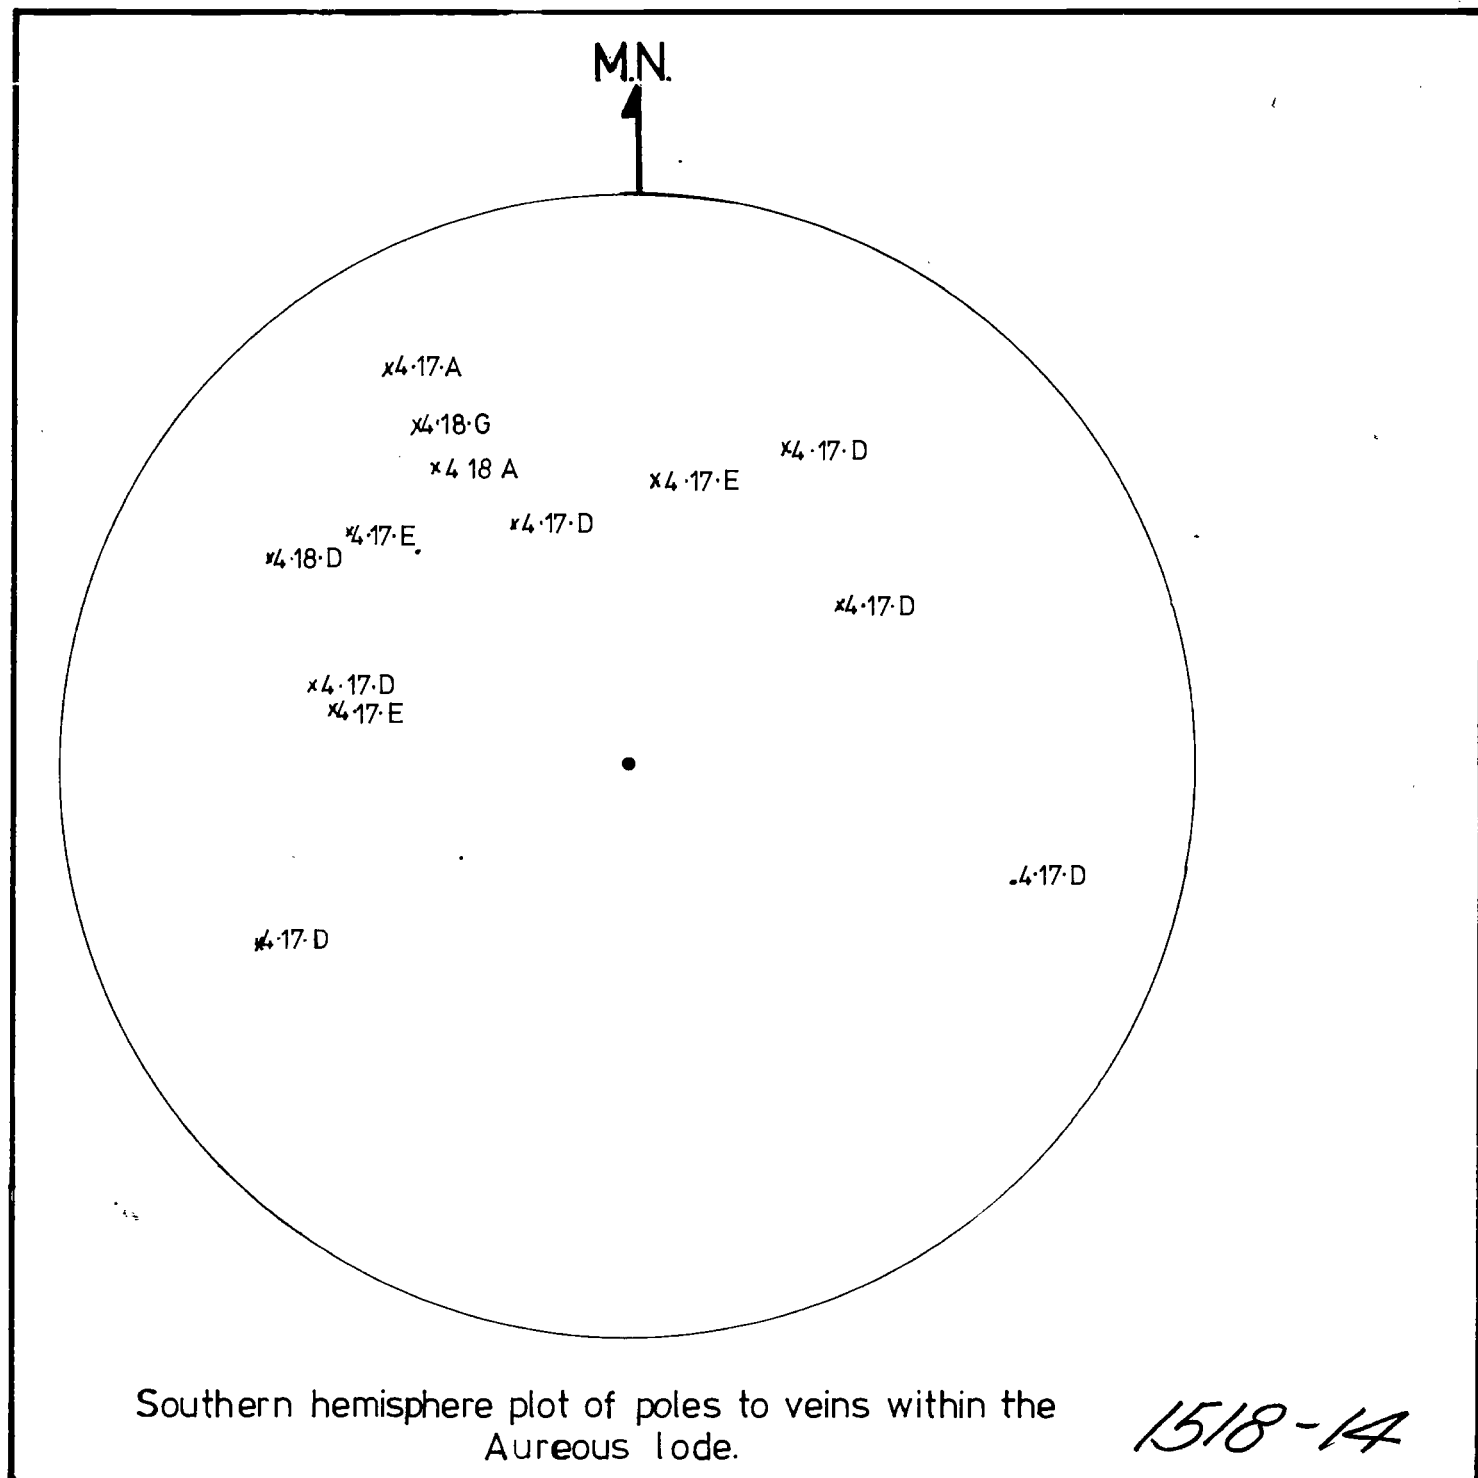 M.N.
4·17·A
4·18·G
4 18 A
4·17·D
4·17·E
4·17·D
4·17·E
4·18·D
4·17·D
4·17·D
4·17·E
4·17·D
4·17·D
Southern hemisphere plot of poles to veins within the
Aureous lode.
1518-14